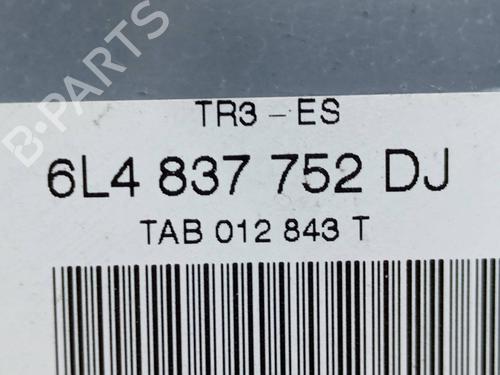 TR3 - ES
6L4 837 752 DJ
TAB 012 843 T
B-PARTS